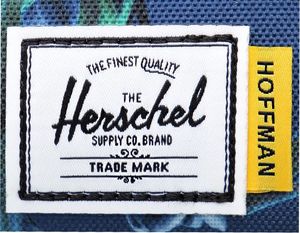 THE FINEST QUALITY
THE
Herschel
SUPPLY CO. BRAND
TRADE MARK
HOFFMAN